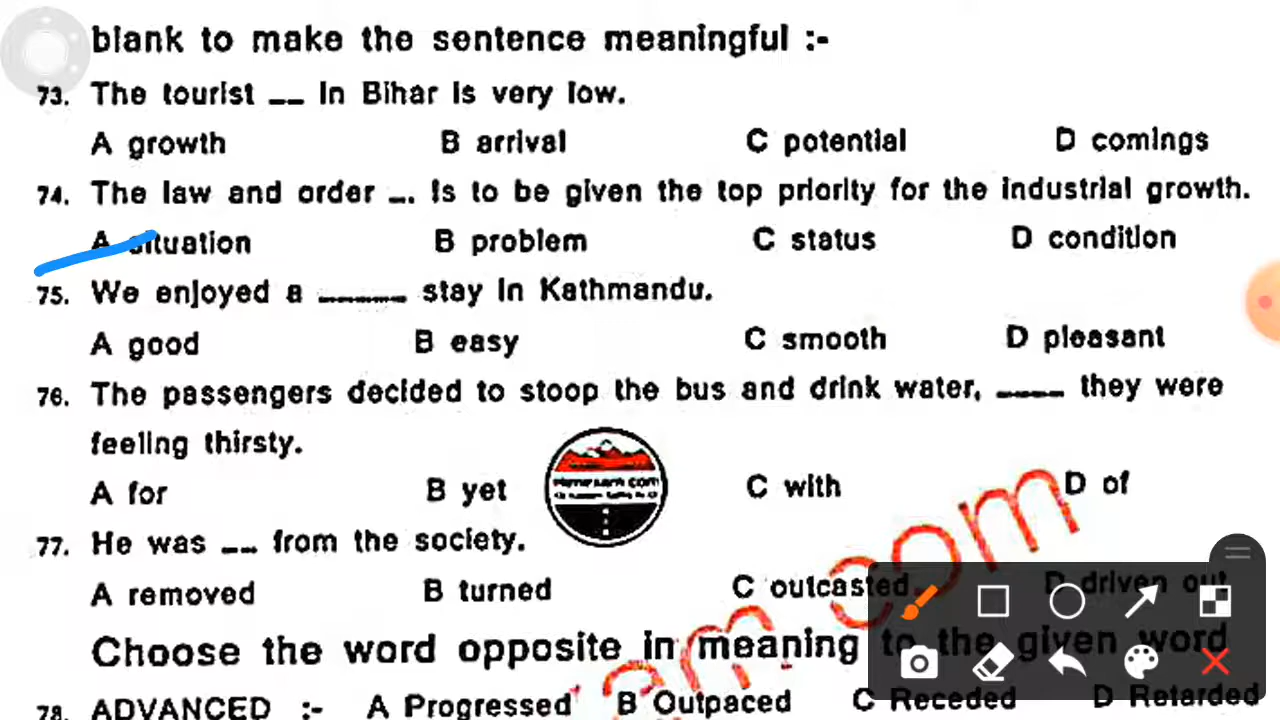 blank to make the sentence meaningful :-
73. The tourist __ in Bihar is very low.
A growth B arrival C potential D comings
74. The law and order _. is to be given the top priority for the industrial growth.
A situation B problem C status D condition
75. We enjoyed a _____ stay in Kathmandu.
A good B easy C smooth D pleasant
76. The passengers decided to stoop the bus and drink water, ____ they were
feeling thirsty.
A for B yet C with D of
77. He was __ from the society.
A removed B turned C outcasted. D driven out
Choose the word opposite in meaning to the given word
78. ADVANCED :- A Progressed B Outpaced C Receded D Retarded
am com